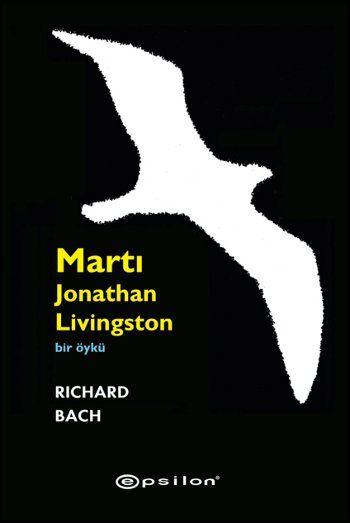 Martı
Jonathan
Livingston
bir öykü
RICHARD
BACH
epsilon®